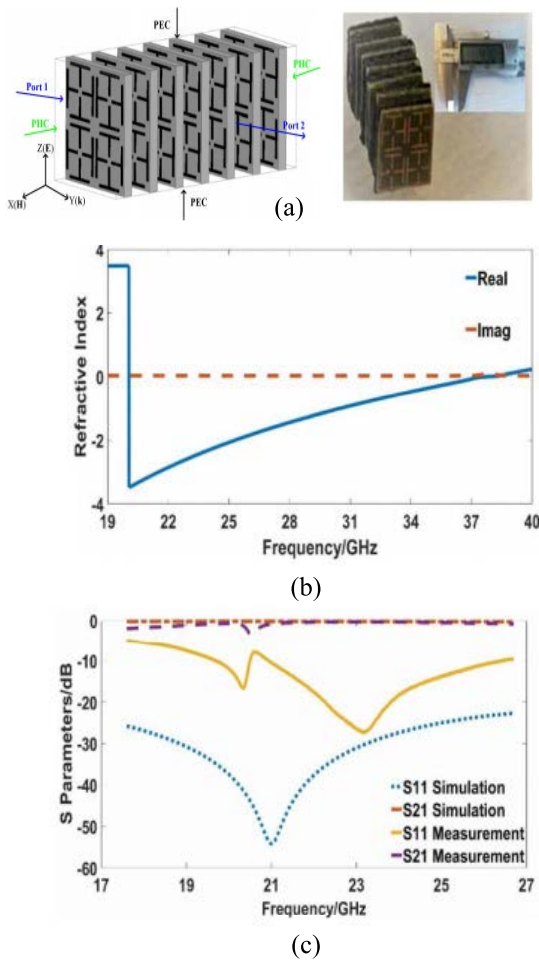 PEC
Port 1
PHC
PHC
Port 2
Z(E)
X(H)
Y(k)
PEC
(a)
4
2
0
-2
-4
Refractive Index
Real
Imag
19 22 25 28 31 34 37 40
Frequency/GHz
(b)
0
-10
-20
-30
-40
-50
-60
S Parameters/dB
S11 Simulation
S21 Simulation
S11 Measurement
S21 Measurement
17 19 21 23 25 27
Frequency/GHz
(c)